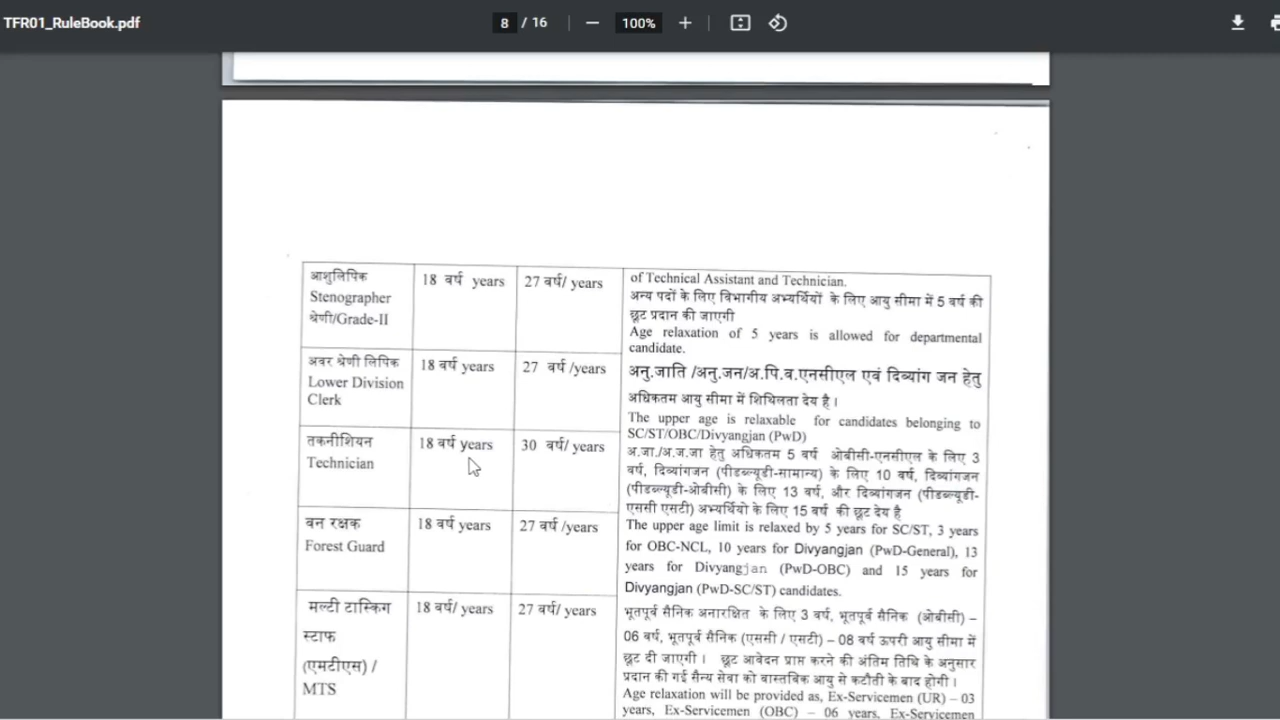 TFR01_RuleBook.pdf
8 / 16
100%
आशुलिपिक
Stenographer
श्रेणी/Grade-II
18 वर्ष years
27 वर्ष/ years
of Technical Assistant and Technician.
अन्य पदों के लिए विभागीय अभ्यर्थियों के लिए आयु सीमा में 5 वर्ष की
छूट प्रदान की जाएगी
Age relaxation of 5 years is allowed for departmental
candidate.
अवर श्रेणी लिपिक
Lower Division
Clerk
18 वर्ष years
27 वर्ष /years
अनु.जाति /अनु.जन/अ.पि.व.एनसीएल एवं दिव्यांग जन हेतु
अधिकतम आयु सीमा में शिथिलता देय है।
The upper age is relaxable for candidates belonging to
SC/ST/OBC/Divyangjan (PwD)
तकनीशियन
Technician
18 वर्ष years
30 वर्ष/ years
अ.जा./अ.ज.जा हेतु अधिकतम 5 वर्ष ओबीसी-एनसीएल के लिए 3
वर्ष, दिव्यांगजन (पीडब्ल्यूडी-सामान्य) के लिए 10 वर्ष, दिव्यांगजन
(पीडब्ल्यूडी-ओबीसी) के लिए 13 वर्ष, और दिव्यांगजन (पीडब्ल्यूडी-
एससी एसटी) अभ्यर्थियो के लिए 15 वर्ष की छूट देय है
वन रक्षक
Forest Guard
18 वर्ष years
27 वर्ष /years
The upper age limit is relaxed by 5 years for SC/ST, 3 years
for OBC-NCL, 10 years for Divyangjan (PwD-General), 13
years for Divyangjan (PwD-OBC) and 15 years for
Divyangjan (PwD-SC/ST) candidates.
मल्टी टास्किग
स्टाफ
(एमटीएस) /
MTS
18 वर्ष/ years
27 वर्ष/ years
भूतपूर्व सैनिक अनारक्षित के लिए 3 वर्ष, भूतपूर्व सैनिक (ओबीसी) –
06 वर्ष, भूतपूर्व सैनिक (एससी / एसटी) – 08 वर्ष ऊपरी आयु सीमा में
छूट दी जाएगी। छूट आवेदन प्राप्त करने की अंतिम तिथि के अनुसार
प्रदान की गई सैन्य सेवा को वास्तविक आयु से कटौती के बाद होगी।
Age relaxation will be provided as, Ex-Servicemen (UR) – 03
years, Ex-Servicemen (OBC) – 06 years, Ex-Servicemen